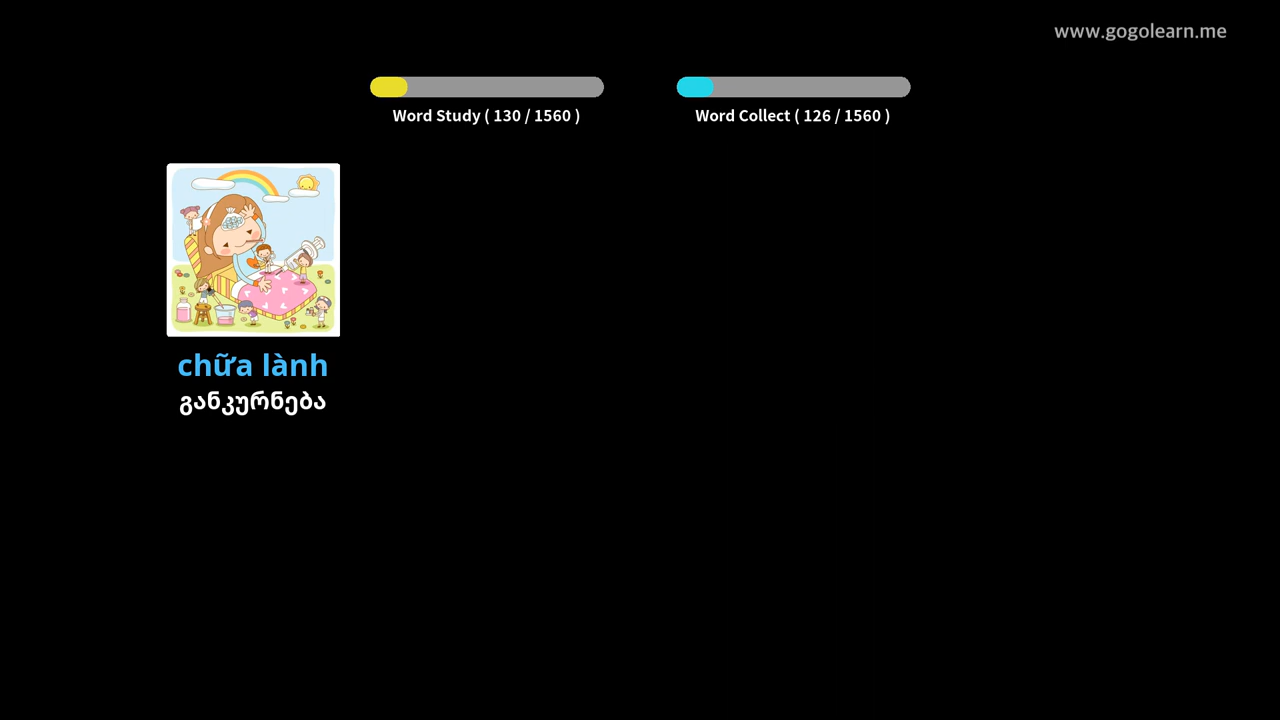 www.gogolearn.me
Word Study ( 130 / 1560 )
Word Collect ( 126 / 1560 )
chữa lành
განკურნება